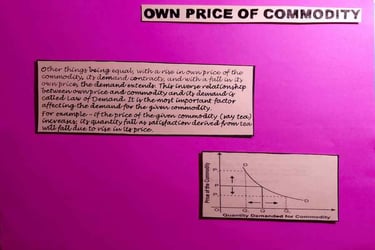 OWN PRICE OF COMMODITY
Other things being equal, with a rise in own price of the
commodity, its demand contracts, and with a fall in its
own price, the demand extends. This inverse relationship
between own price and commodity and its demand is
called Law of Demand. It is the most important factor
affecting the demand for the given commodity.
For example - if the price of the given commodity (say tea)
increases, its quantity fall as satisfaction derived from tea
will fall due to rise in its price.
Price of the Commodity
Quantity Demanded for Commodity